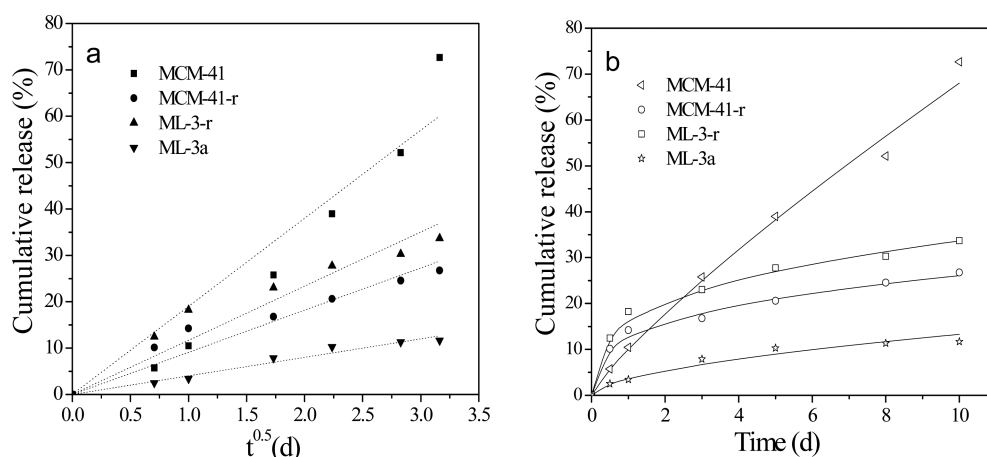 a
MCM-41
MCM-41-r
ML-3-r
ML-3a
Cumulative release (%)
80
70
60
50
40
30
20
10
0
0.0 0.5 1.0 1.5 2.0 2.5 3.0 3.5
t^0.5(d)
b
MCM-41
MCM-41-r
ML-3-r
ML-3a
Cumulative release (%)
80
70
60
50
40
30
20
10
0
0 2 4 6 8 10
Time (d)